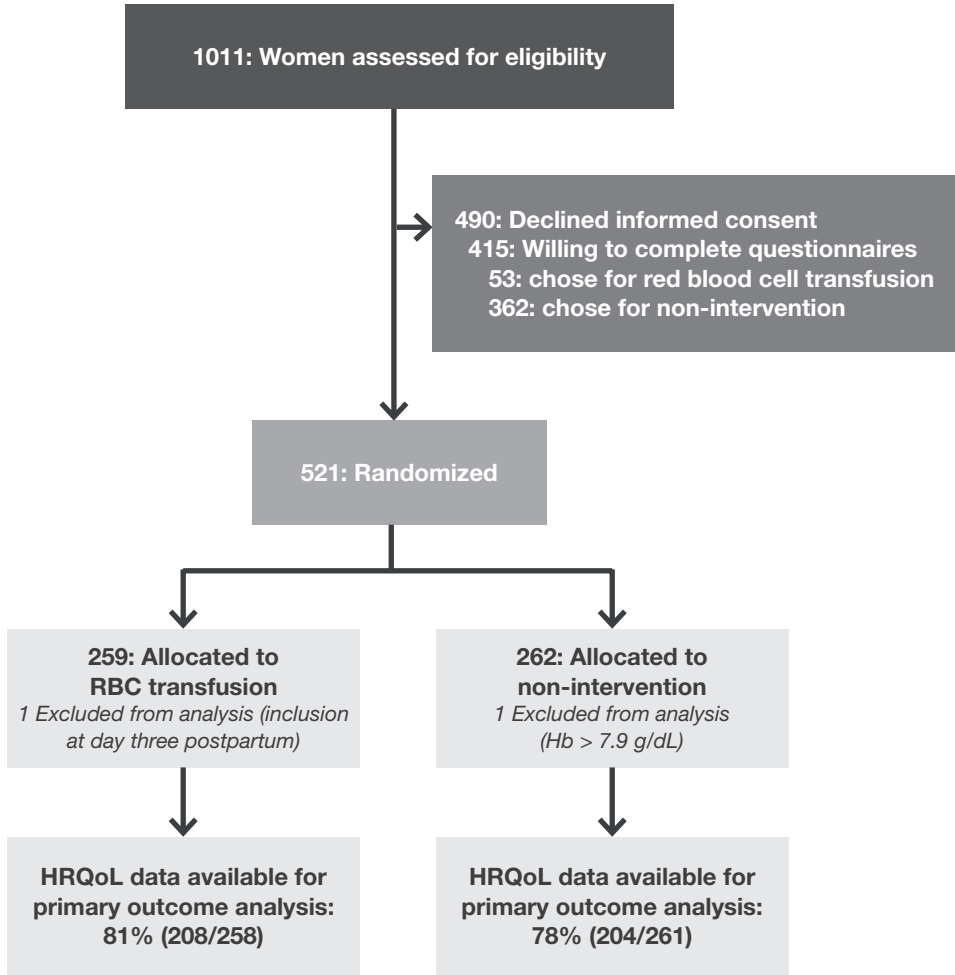 1011: Women assessed for eligibility
490: Declined informed consent
415: Willing to complete questionnaires
53: chose for red blood cell transfusion
362: chose for non-intervention
521: Randomized
259: Allocated to
RBC transfusion
1 Excluded from analysis (inclusion
at day three postpartum)
262: Allocated to
non-intervention
1 Excluded from analysis
(Hb > 7.9 g/dL)
HRQoL data available for
primary outcome analysis:
81% (208/258)
HRQoL data available for
primary outcome analysis:
78% (204/261)